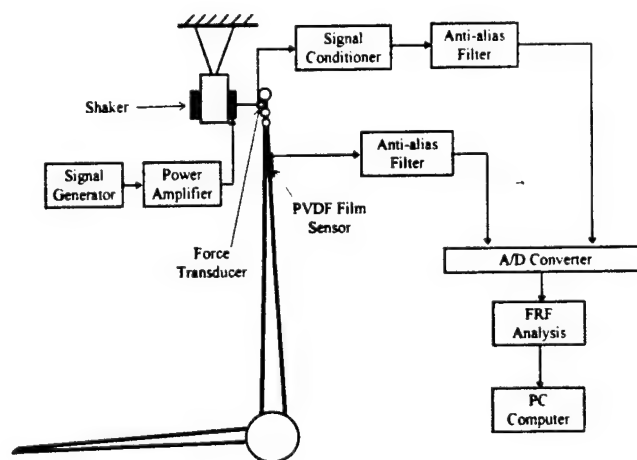 Signal
Conditioner
Anti-alias
Filter
Shaker
Anti-alias
Filter
Signal
Generator
Power
Amplifier
PVDF Film
Sensor
Force
Transducer
A/D Converter
FRF
Analysis
PC
Computer